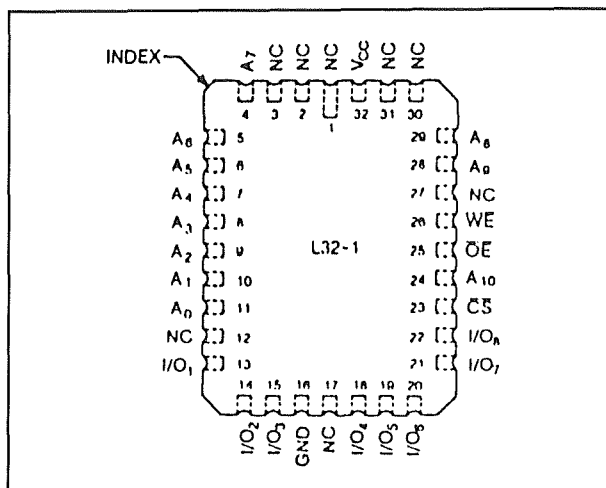 INDEX
A7 NC NC NC VCC NC NC
4 3 2 1 32 31 30
A6 5 29 A8
A5 6 28 A9
A4 7 27 NC
A3 8 26 W̅E̅
A2 9 L32-1 25 O̅E̅
A1 10 24 A10
A0 11 23 C̅S̅
NC 12 22 I/O8
I/O1 13 21 I/O7
14 15 16 17 18 19 20
I/O2 I/O3 GND NC I/O4 I/O5 I/O6